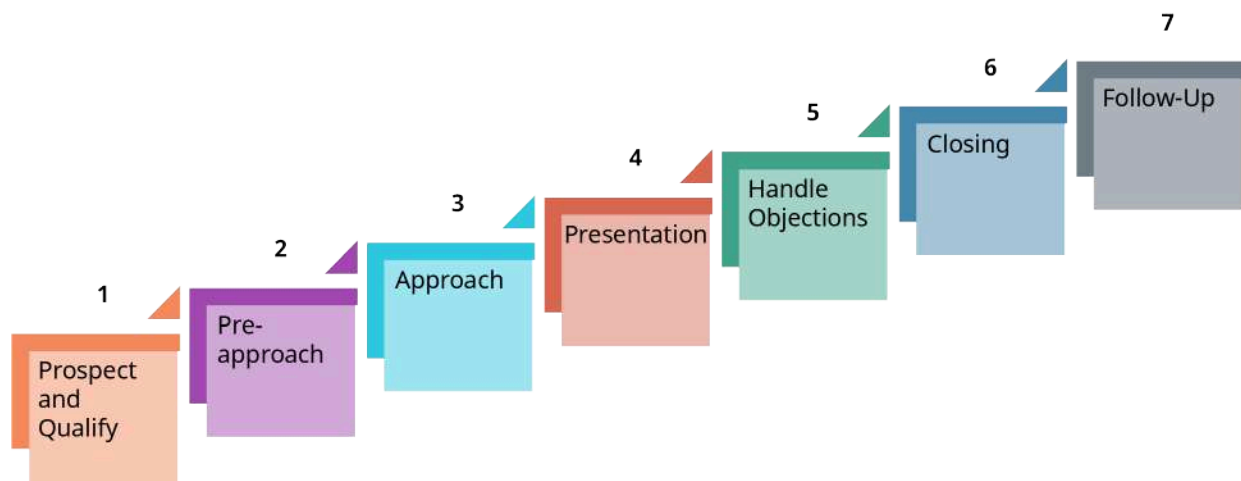 1
Prospect
and
Qualify
2
Pre-
approach
3
Approach
4
Presentation
5
Handle
Objections
6
Closing
7
Follow-Up